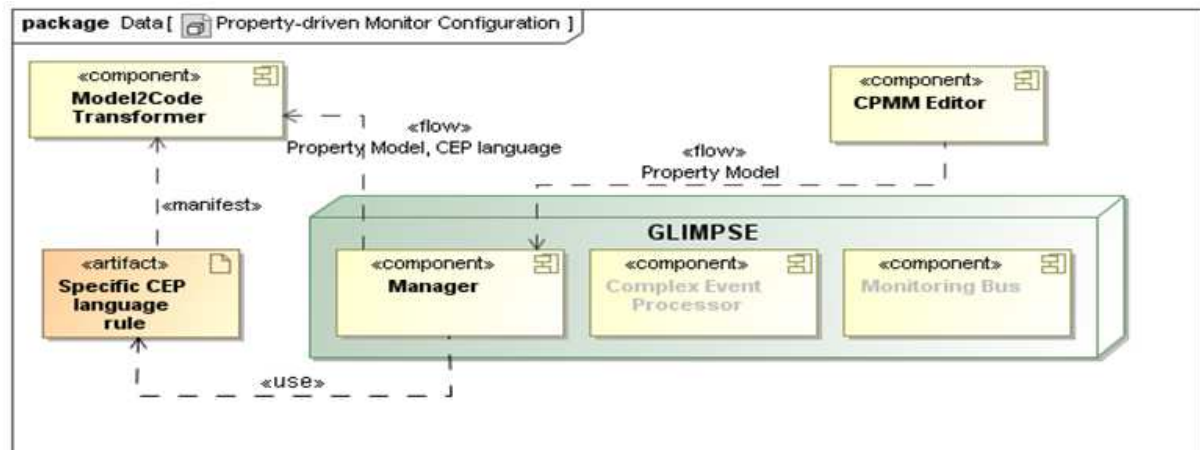 package Data [ Property-driven Monitor Configuration ]
«component»
Model2Code
Transformer
«component»
CPMM Editor
«flow»
Property Model, CEP language
«flow»
Property Model
«manifest»
GLIMPSE
«artifact»
Specific CEP
language
rule
«component»
Manager
«component»
Complex Event
Processor
«component»
Monitoring Bus
«use»